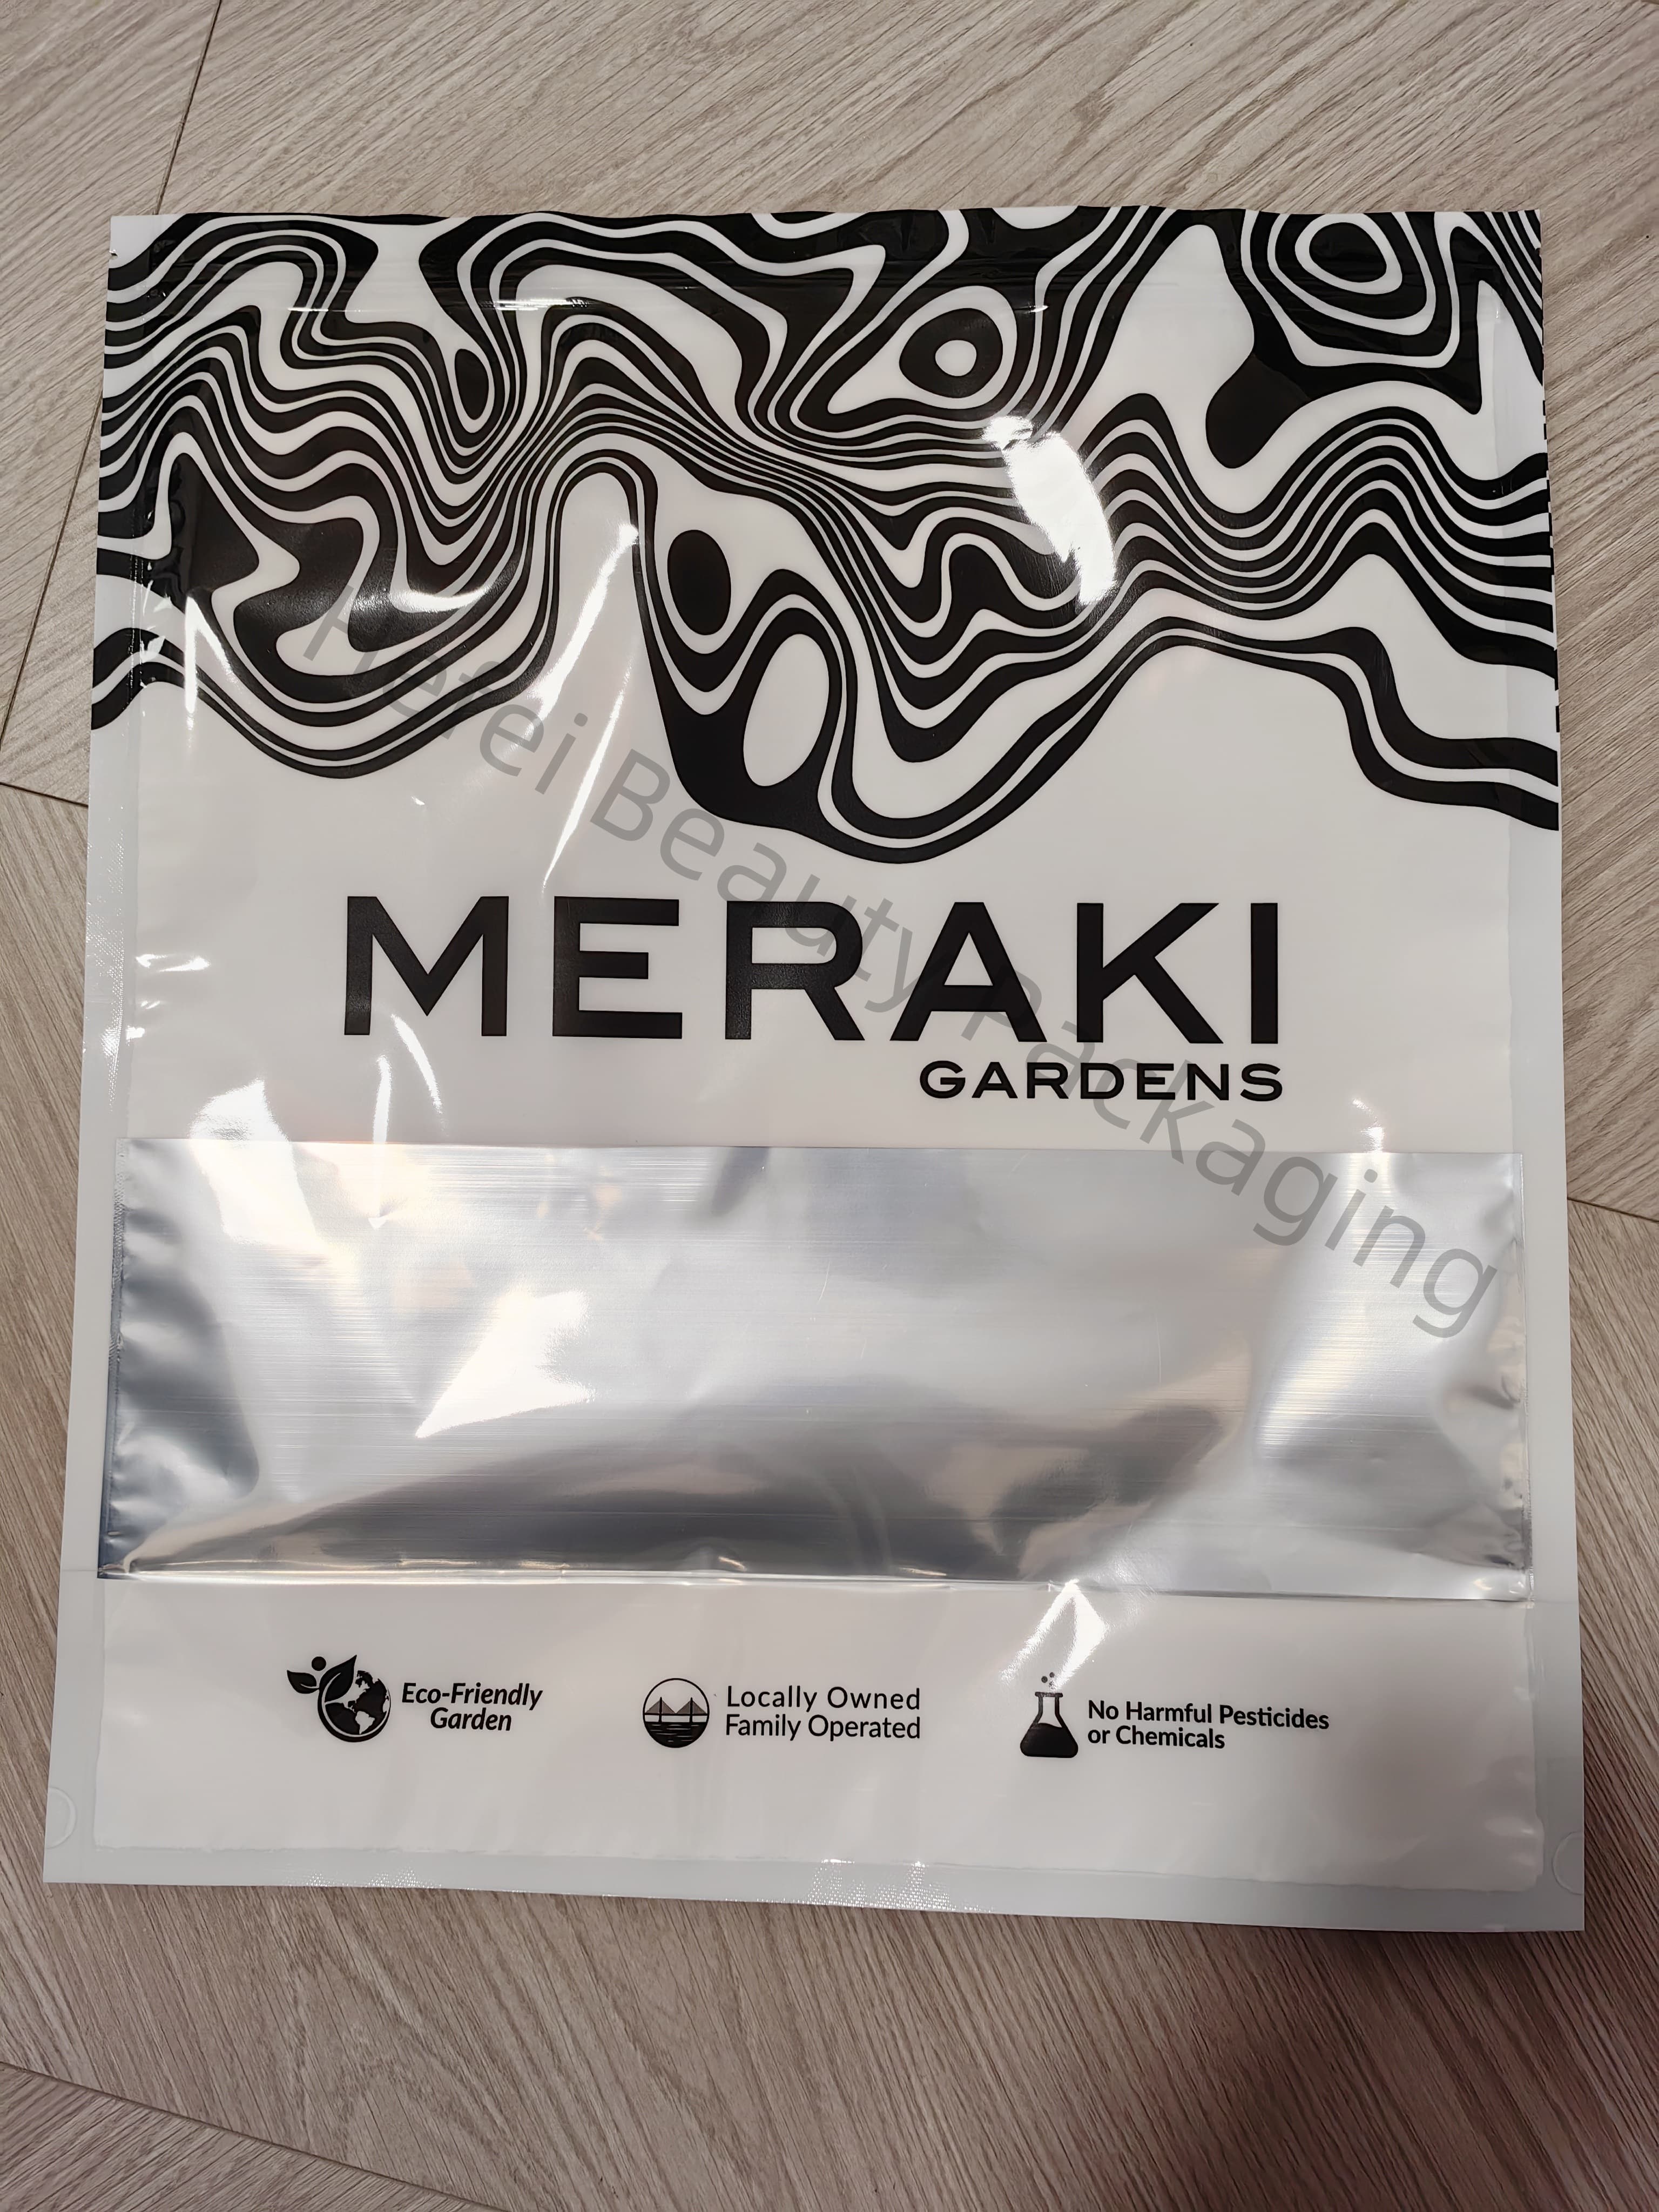 Hefei Beauty Packaging
MERAKI
GARDENS
Eco-Friendly
Garden
Locally Owned
Family Operated
No Harmful Pesticides
or Chemicals